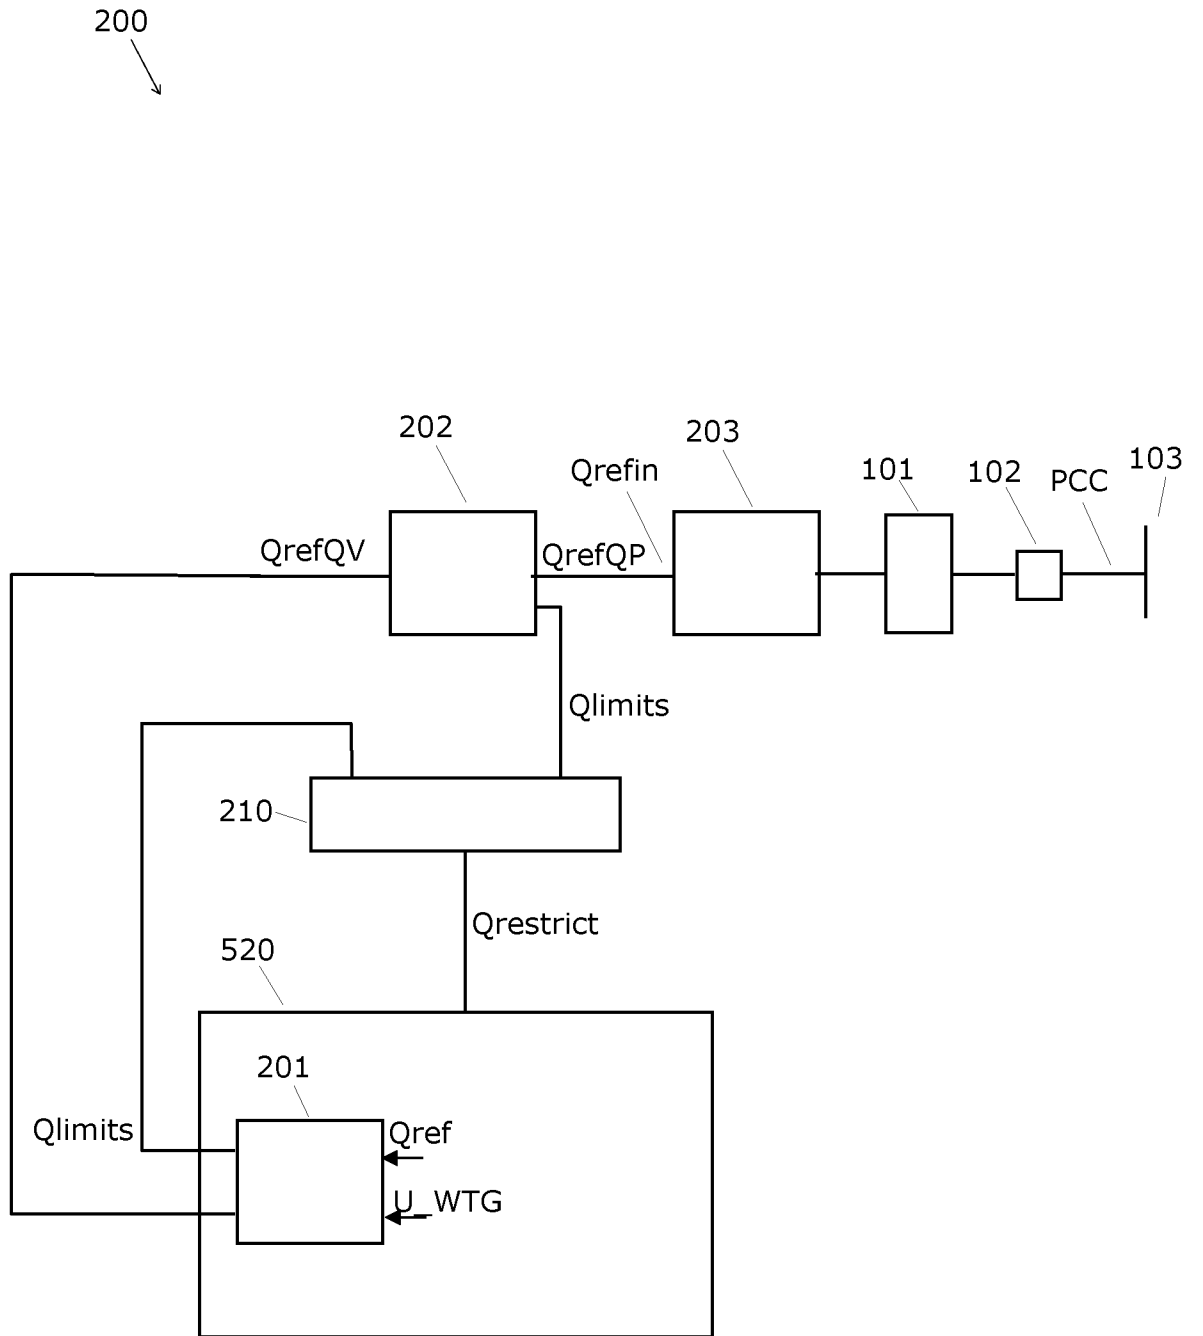 200
202
203
Qrefin
101
102
PCC
103
QrefQV
QrefQP
Qlimits
210
Qrestrict
520
201
Qlimits
Qref
U_WTG